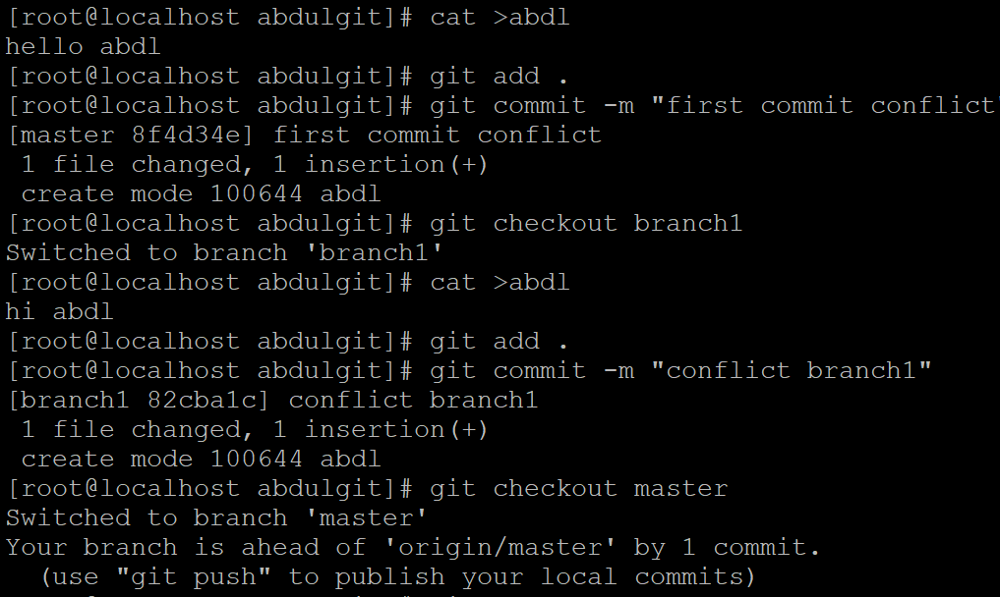 [root@localhost abdulgit]# cat >abdl
hello abdl
[root@localhost abdulgit]# git add .
[root@localhost abdulgit]# git commit -m "first commit conflict"
[master 8f4d34e] first commit conflict
 1 file changed, 1 insertion(+)
 create mode 100644 abdl
[root@localhost abdulgit]# git checkout branch1
Switched to branch 'branch1'
[root@localhost abdulgit]# cat >abdl
hi abdl
[root@localhost abdulgit]# git add .
[root@localhost abdulgit]# git commit -m "conflict branch1"
[branch1 82cba1c] conflict branch1
 1 file changed, 1 insertion(+)
 create mode 100644 abdl
[root@localhost abdulgit]# git checkout master
Switched to branch 'master'
Your branch is ahead of 'origin/master' by 1 commit.
  (use "git push" to publish your local commits)